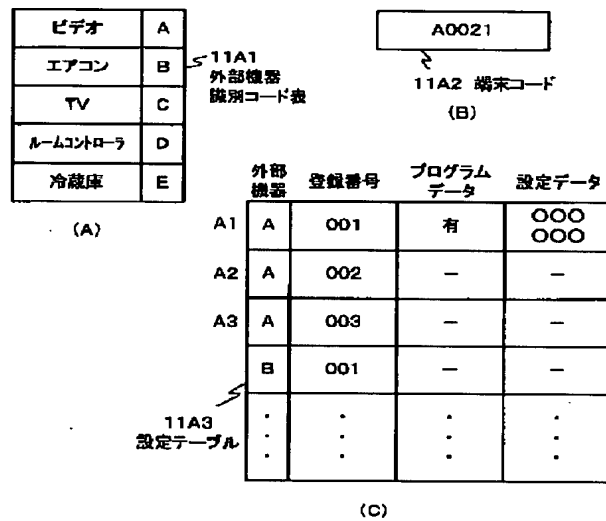 ビデオ A
エアコン B
TV C
ルームコントローラ D
冷蔵庫 E
11A1
外部機器
識別コード表
(A)
A0021
11A2 端末コード
(B)
外部機器 登録番号 プログラムデータ 設定データ
A1 A 001 有 〇〇〇 〇〇〇
A2 A 002 － －
A3 A 003 － －
B 001 － －
11A3
設定テーブル
(C)